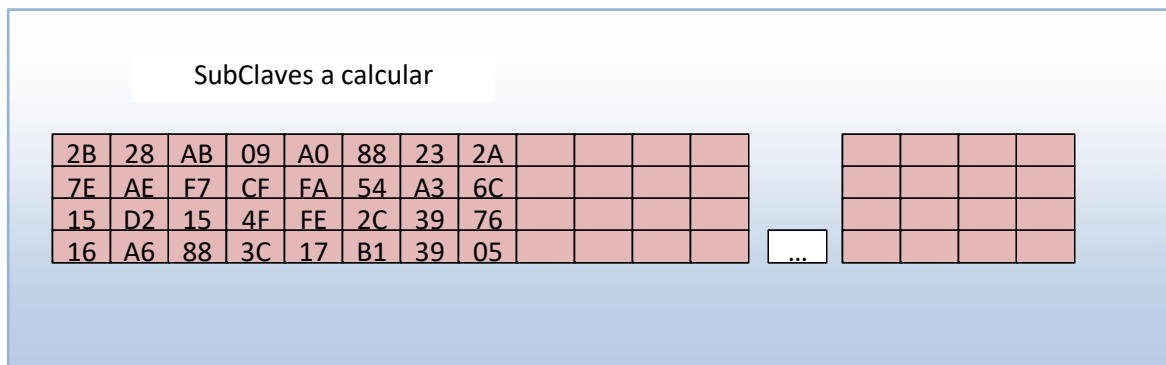 SubClaves a calcular
2B 28 AB 09 A0 88 23 2A
7E AE F7 CF FA 54 A3 6C
15 D2 15 4F FE 2C 39 76
16 A6 88 3C 17 B1 39 05 ...